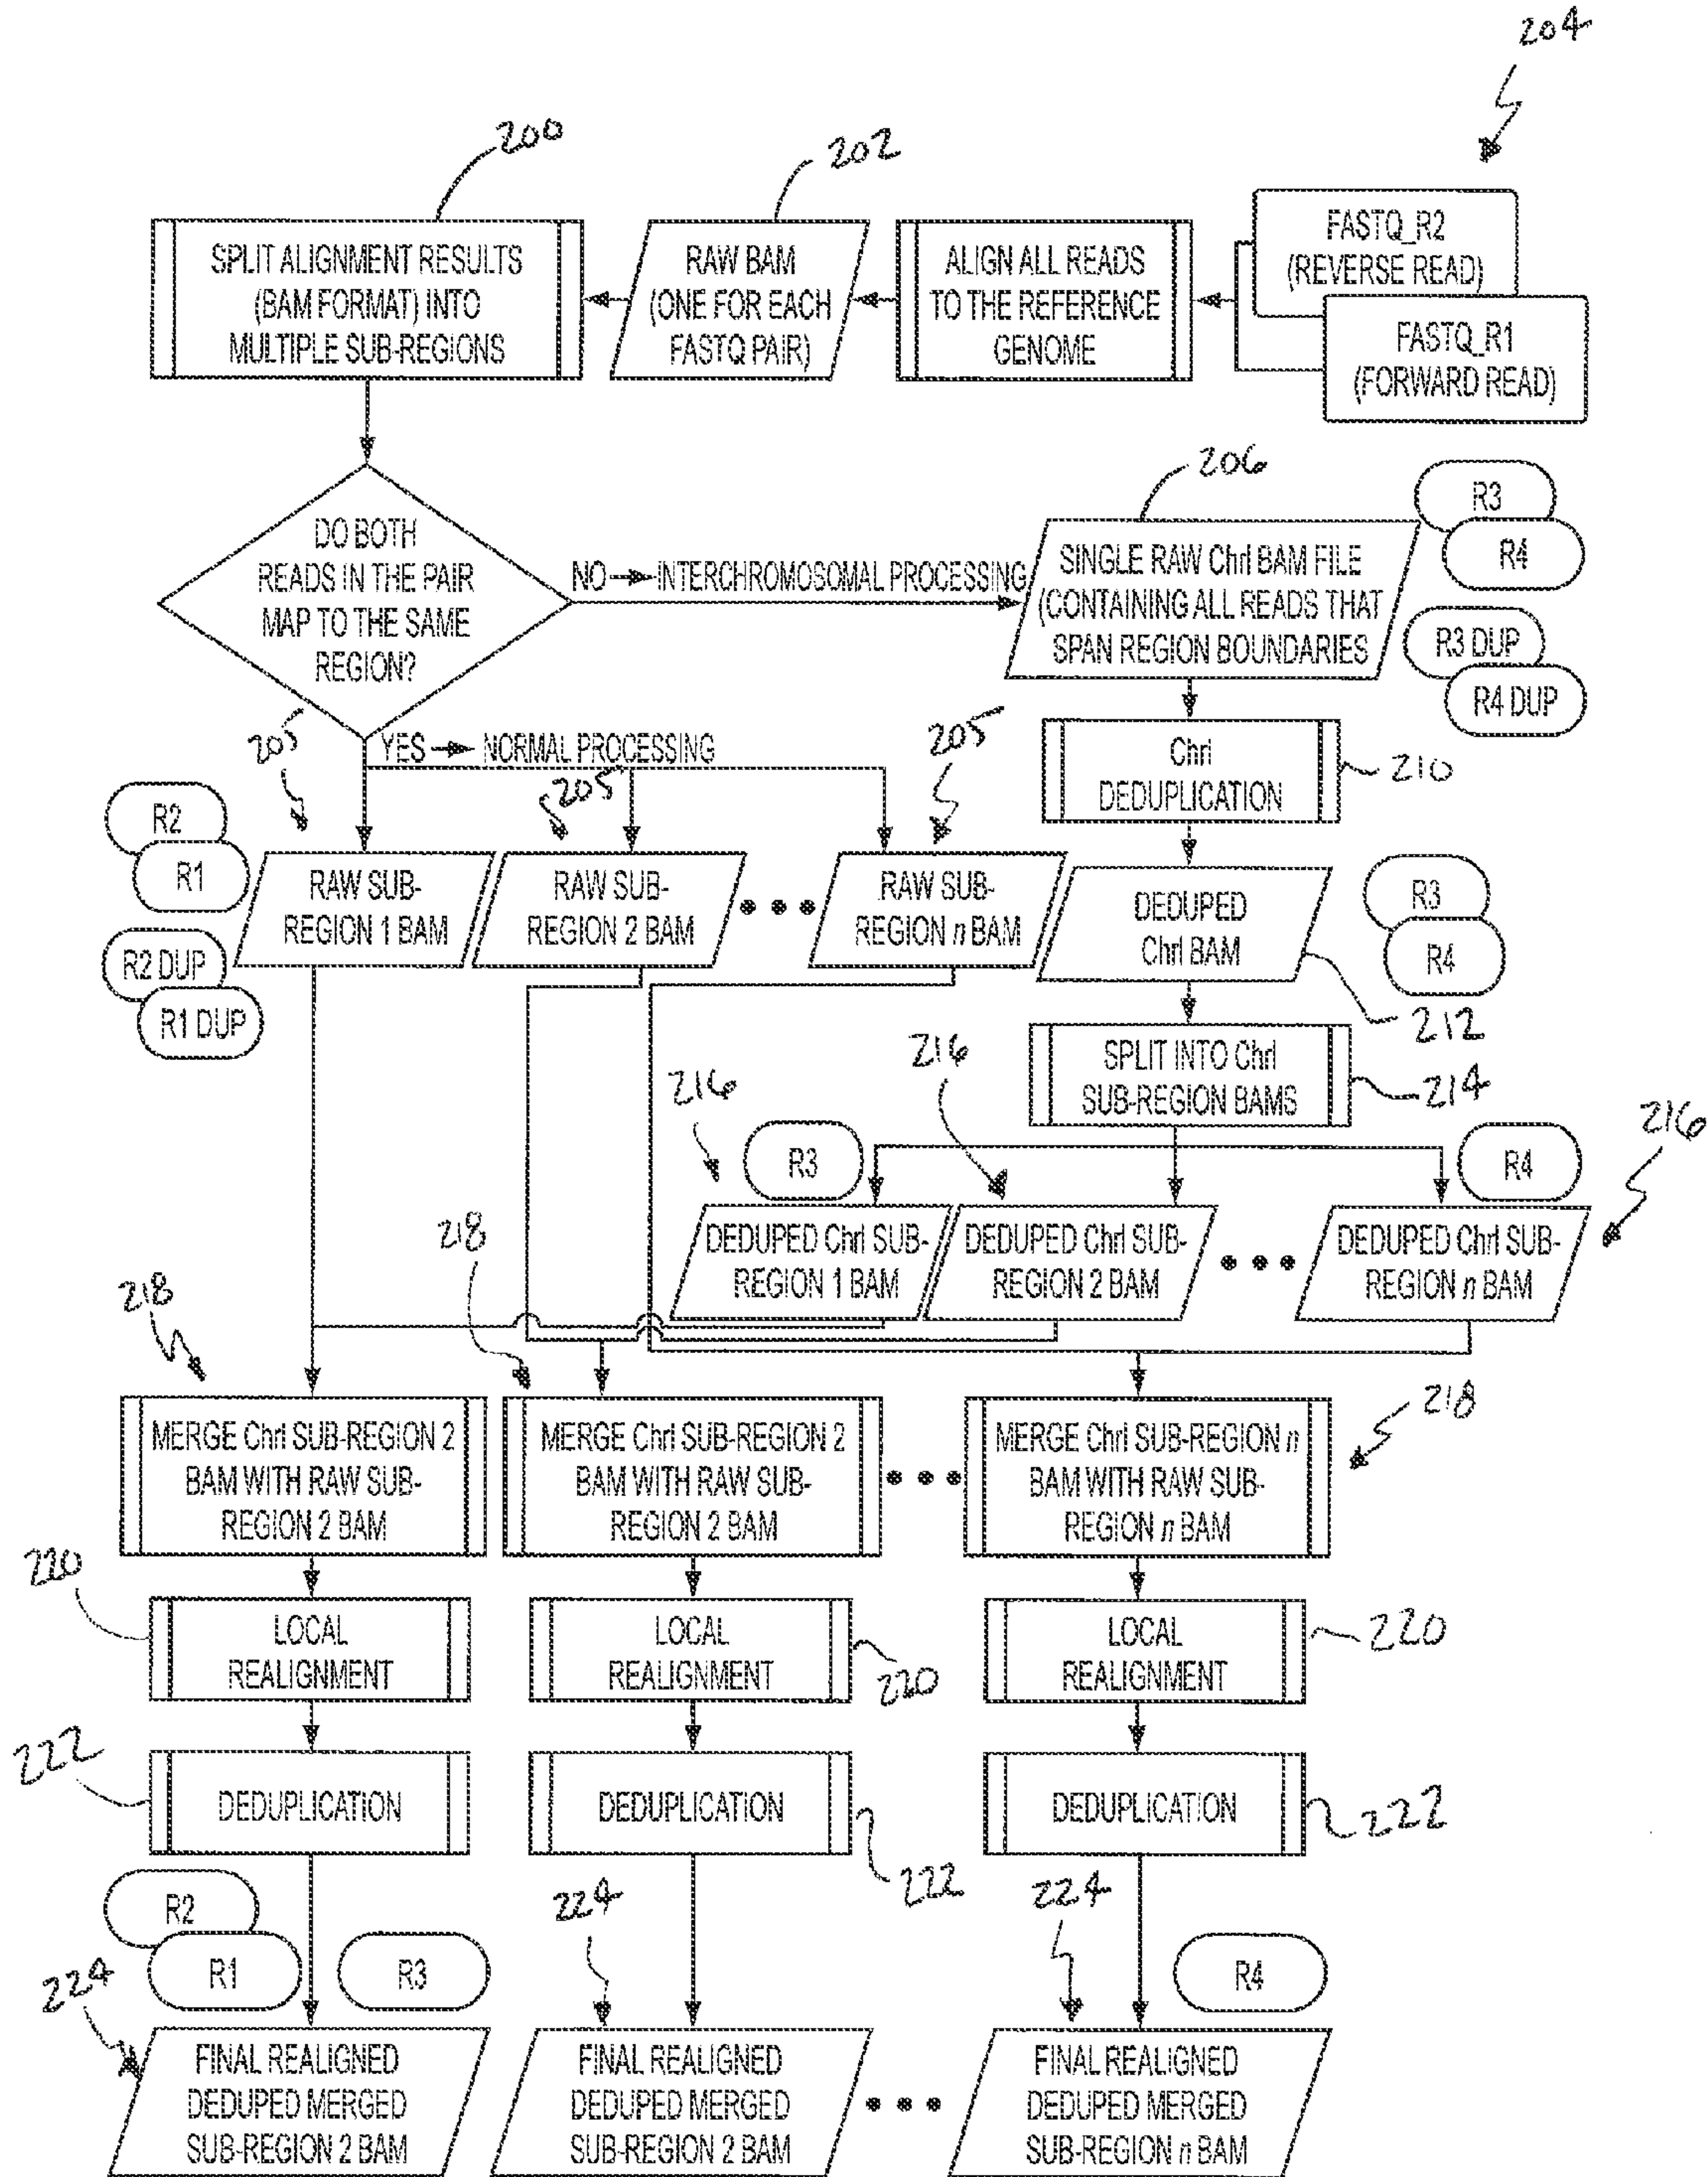 204
200
202
SPLIT ALIGNMENT RESULTS
(BAM FORMAT) INTO
MULTIPLE SUB-REGIONS
RAW BAM
(ONE FOR EACH
FASTQ PAIR)
ALIGN ALL READS
TO THE REFERENCE
GENOME
FASTQ_R2
(REVERSE READ)
FASTQ_R1
(FORWARD READ)
DO BOTH
READS IN THE PAIR
MAP TO THE SAME
REGION?
NO → INTERCHROMOSOMAL PROCESSING
206
SINGLE RAW ChrI BAM FILE
(CONTAINING ALL READS THAT
SPAN REGION BOUNDARIES
R3
R4
R3 DUP
R4 DUP
YES → NORMAL PROCESSING
205
205
205
ChrI
DEDUPLICATION
210
R2
R1
R2 DUP
R1 DUP
RAW SUB-
REGION 1 BAM
RAW SUB-
REGION 2 BAM
RAW SUB-
REGION n BAM
DEDUPED
ChrI BAM
R3
R4
212
SPLIT INTO ChrI
SUB-REGION BAMS
214
216
216
216
R3
R4
DEDUPED ChrI SUB-
REGION 1 BAM
DEDUPED ChrI SUB-
REGION 2 BAM
DEDUPED ChrI SUB-
REGION n BAM
218
218
218
MERGE ChrI SUB-REGION 2
BAM WITH RAW SUB-
REGION 2 BAM
MERGE ChrI SUB-REGION 2
BAM WITH RAW SUB-
REGION 2 BAM
MERGE ChrI SUB-REGION n
BAM WITH RAW SUB-
REGION n BAM
220
LOCAL
REALIGNMENT
LOCAL
REALIGNMENT
220
LOCAL
REALIGNMENT
220
222
DEDUPLICATION
DEDUPLICATION
222
DEDUPLICATION
222
R2
R1
R3
R4
224
224
224
FINAL REALIGNED
DEDUPED MERGED
SUB-REGION 2 BAM
FINAL REALIGNED
DEDUPED MERGED
SUB-REGION 2 BAM
FINAL REALIGNED
DEDUPED MERGED
SUB-REGION n BAM